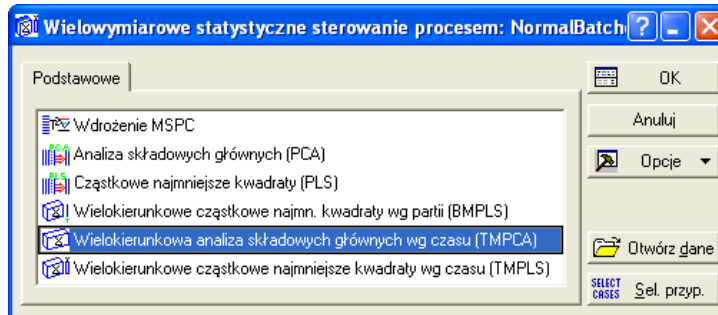 Wielowymiarowe statystyczne sterowanie procesem: NormalBatch
Podstawowe
Wdrożenie MSPC
Analiza składowych głównych (PCA)
Cząstkowe najmniejsze kwadraty (PLS)
Wielokierunkowe cząstkowe najmn. kwadraty wg partii (BMPLS)
Wielokierunkowa analiza składowych głównych wg czasu (TMPCA)
Wielokierunkowe cząstkowe najmniejsze kwadraty wg czasu (TMPLS)
OK
Anuluj
Opcje
Otwórz dane
SELECT CASES Sel. przyp.